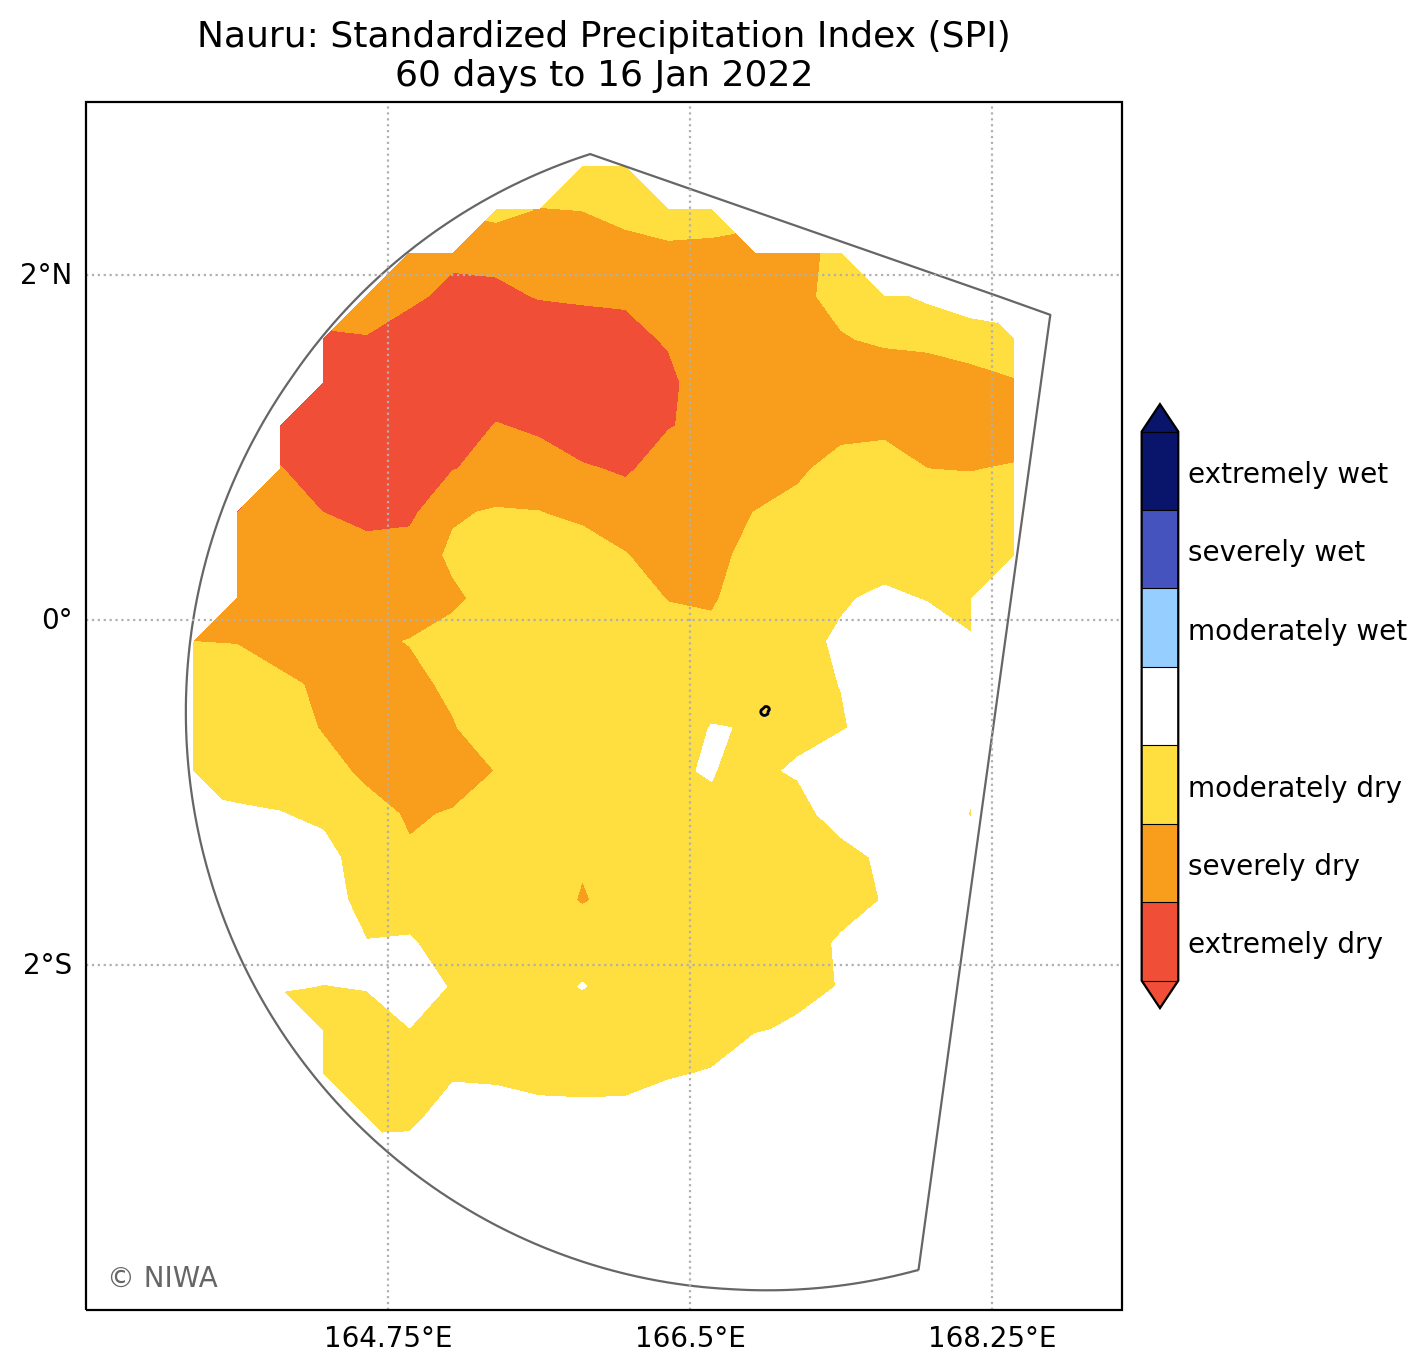 Nauru: Standardized Precipitation Index (SPI)
60 days to 16 Jan 2022
2°N
0°
2°S
164.75°E
166.5°E
168.25°E
extremely wet
severely wet
moderately wet
moderately dry
severely dry
extremely dry
© NIWA